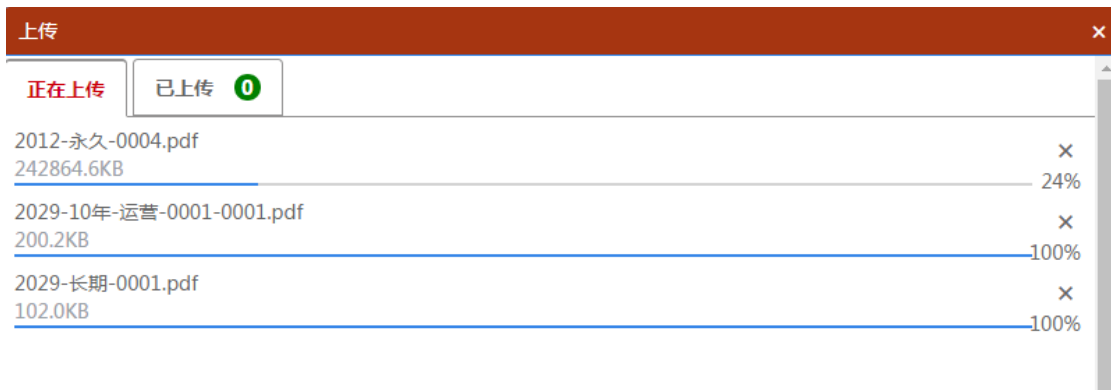 上传 ×
正在上传 已上传 0
2012-永久-0004.pdf
×
242864.6KB
24%
2029-10年-运营-0001-0001.pdf
×
200.2KB
100%
2029-长期-0001.pdf
×
102.0KB
100%